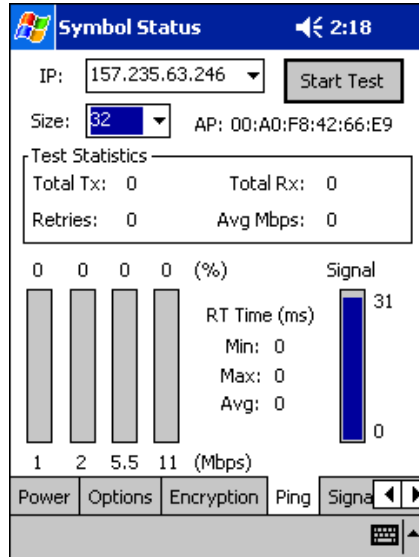 Symbol Status 2:18
IP: 157.235.63.246 Start Test
Size: 32 AP: 00:A0:F8:42:66:E9
Test Statistics
Total Tx: 0 Total Rx: 0
Retries: 0 Avg Mbps: 0
0 0 0 0 (%) Signal
31
RT Time (ms)
Min: 0
Max: 0
Avg: 0
0
1 2 5.5 11 (Mbps)
Power Options Encryption Ping Signa